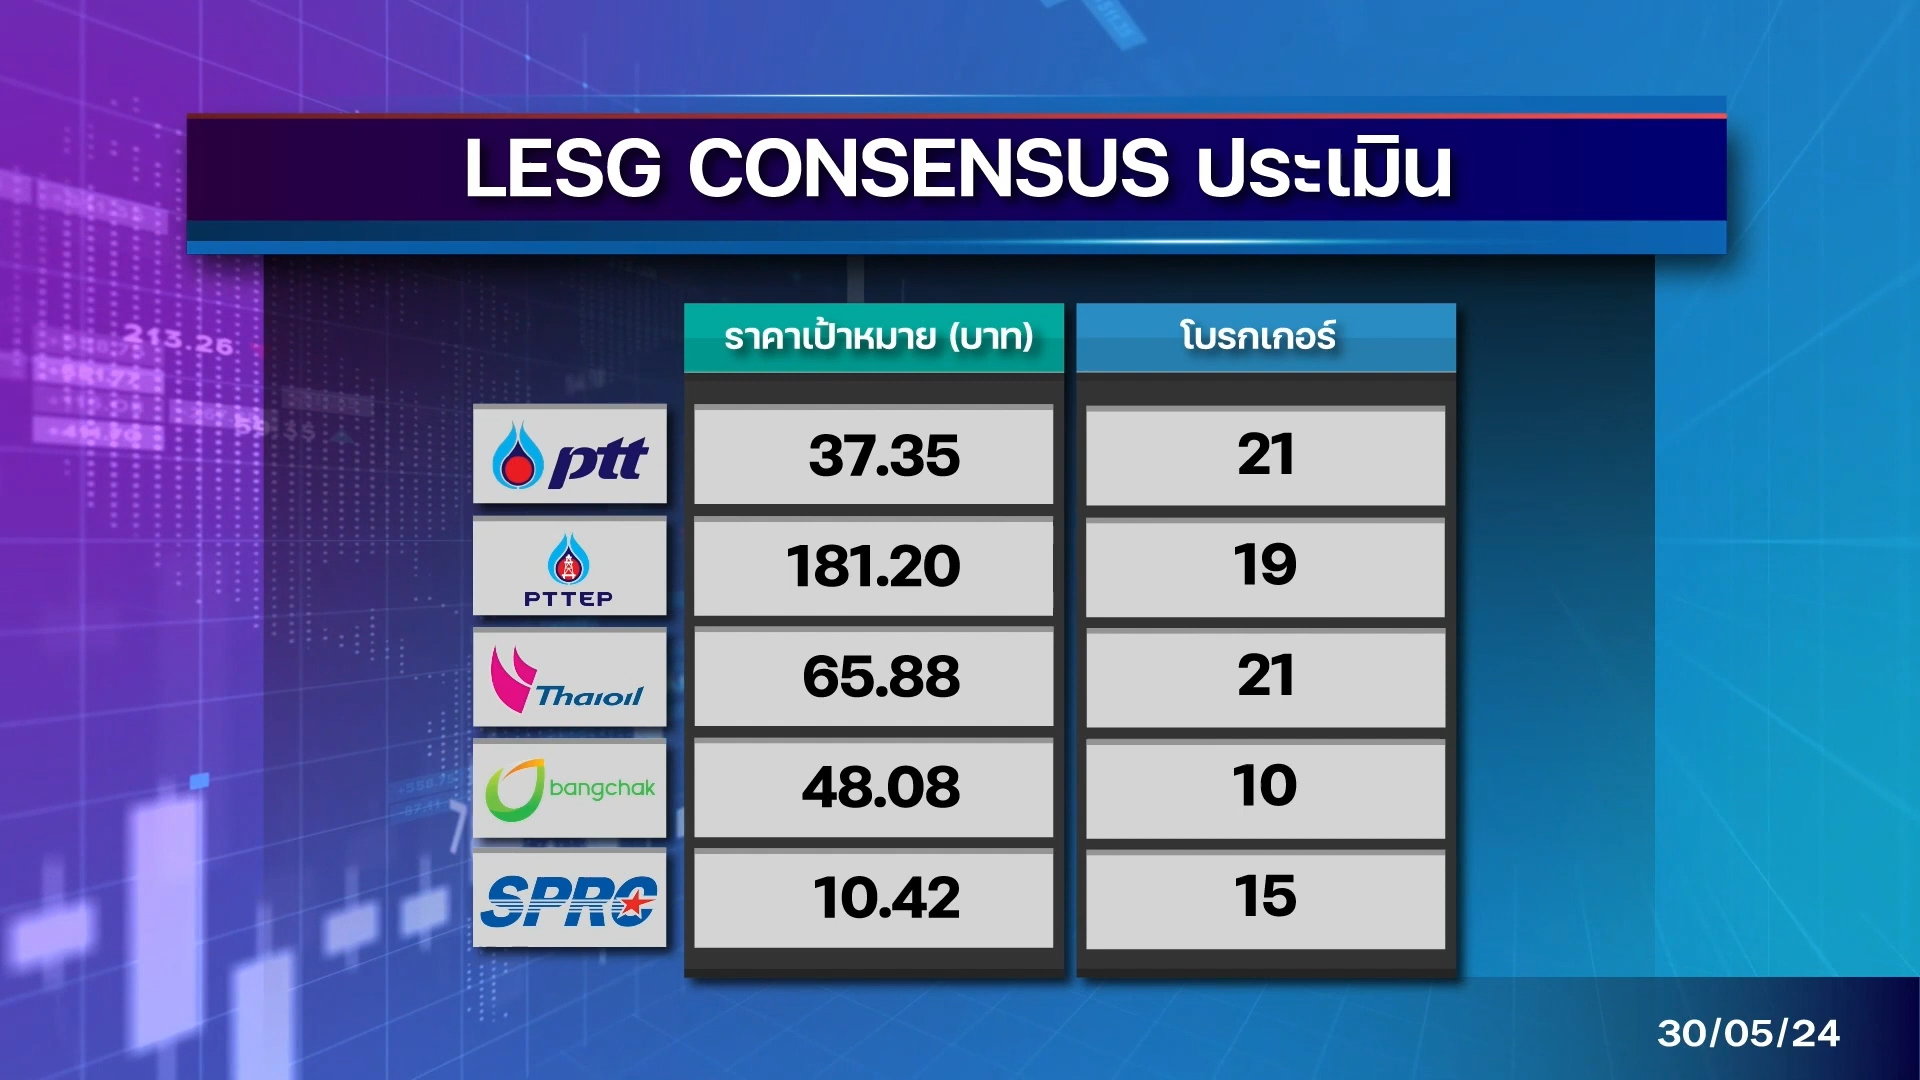 LESG CONSENSUS ประเมิน
ราคาเป้าหมาย (บาท) โบรกเกอร์
ptt 37.35 21
PTTEP 181.20 19
Thaioil 65.88 21
bangchak 48.08 10
SPRC 10.42 15
30/05/24
213.26